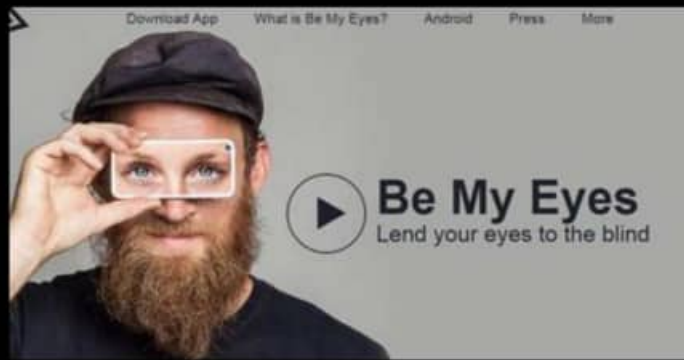 Download App What is Be My Eyes? Android Press More
Be My Eyes
Lend your eyes to the blind